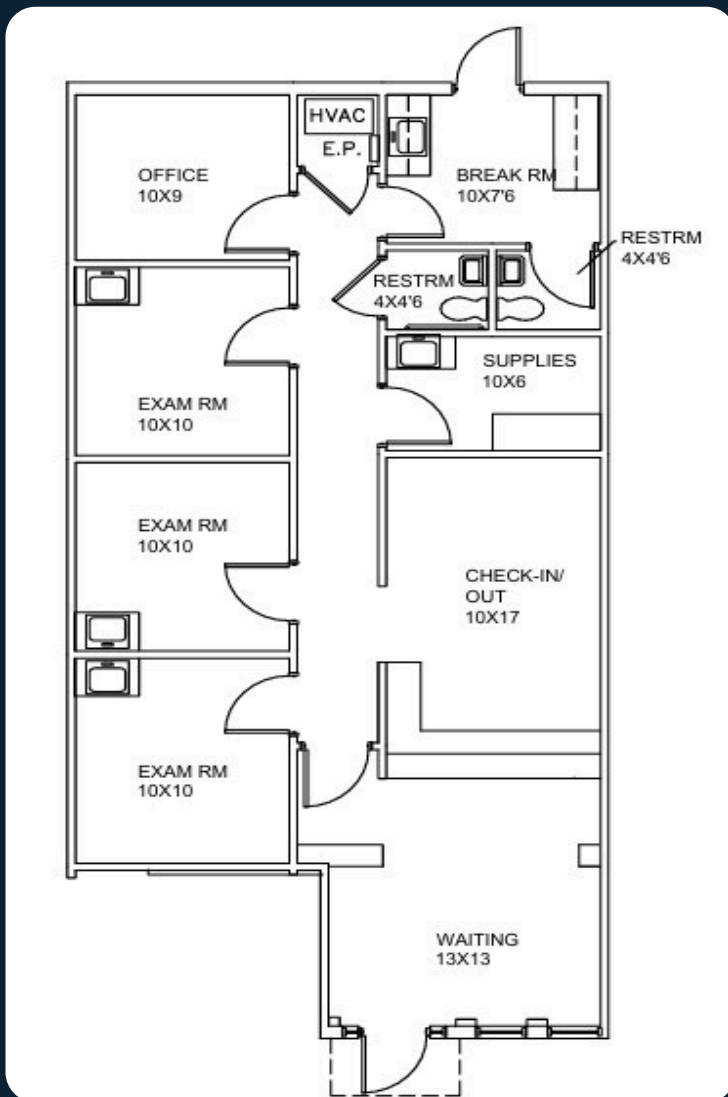 HVAC
E.P.
OFFICE
10X9
BREAK RM
10X7'6
RESTRM
4X4'6
RESTRM
4X4'6
SUPPLIES
10X6
EXAM RM
10X10
EXAM RM
10X10
CHECK-IN/
OUT
10X17
EXAM RM
10X10
WAITING
13X13